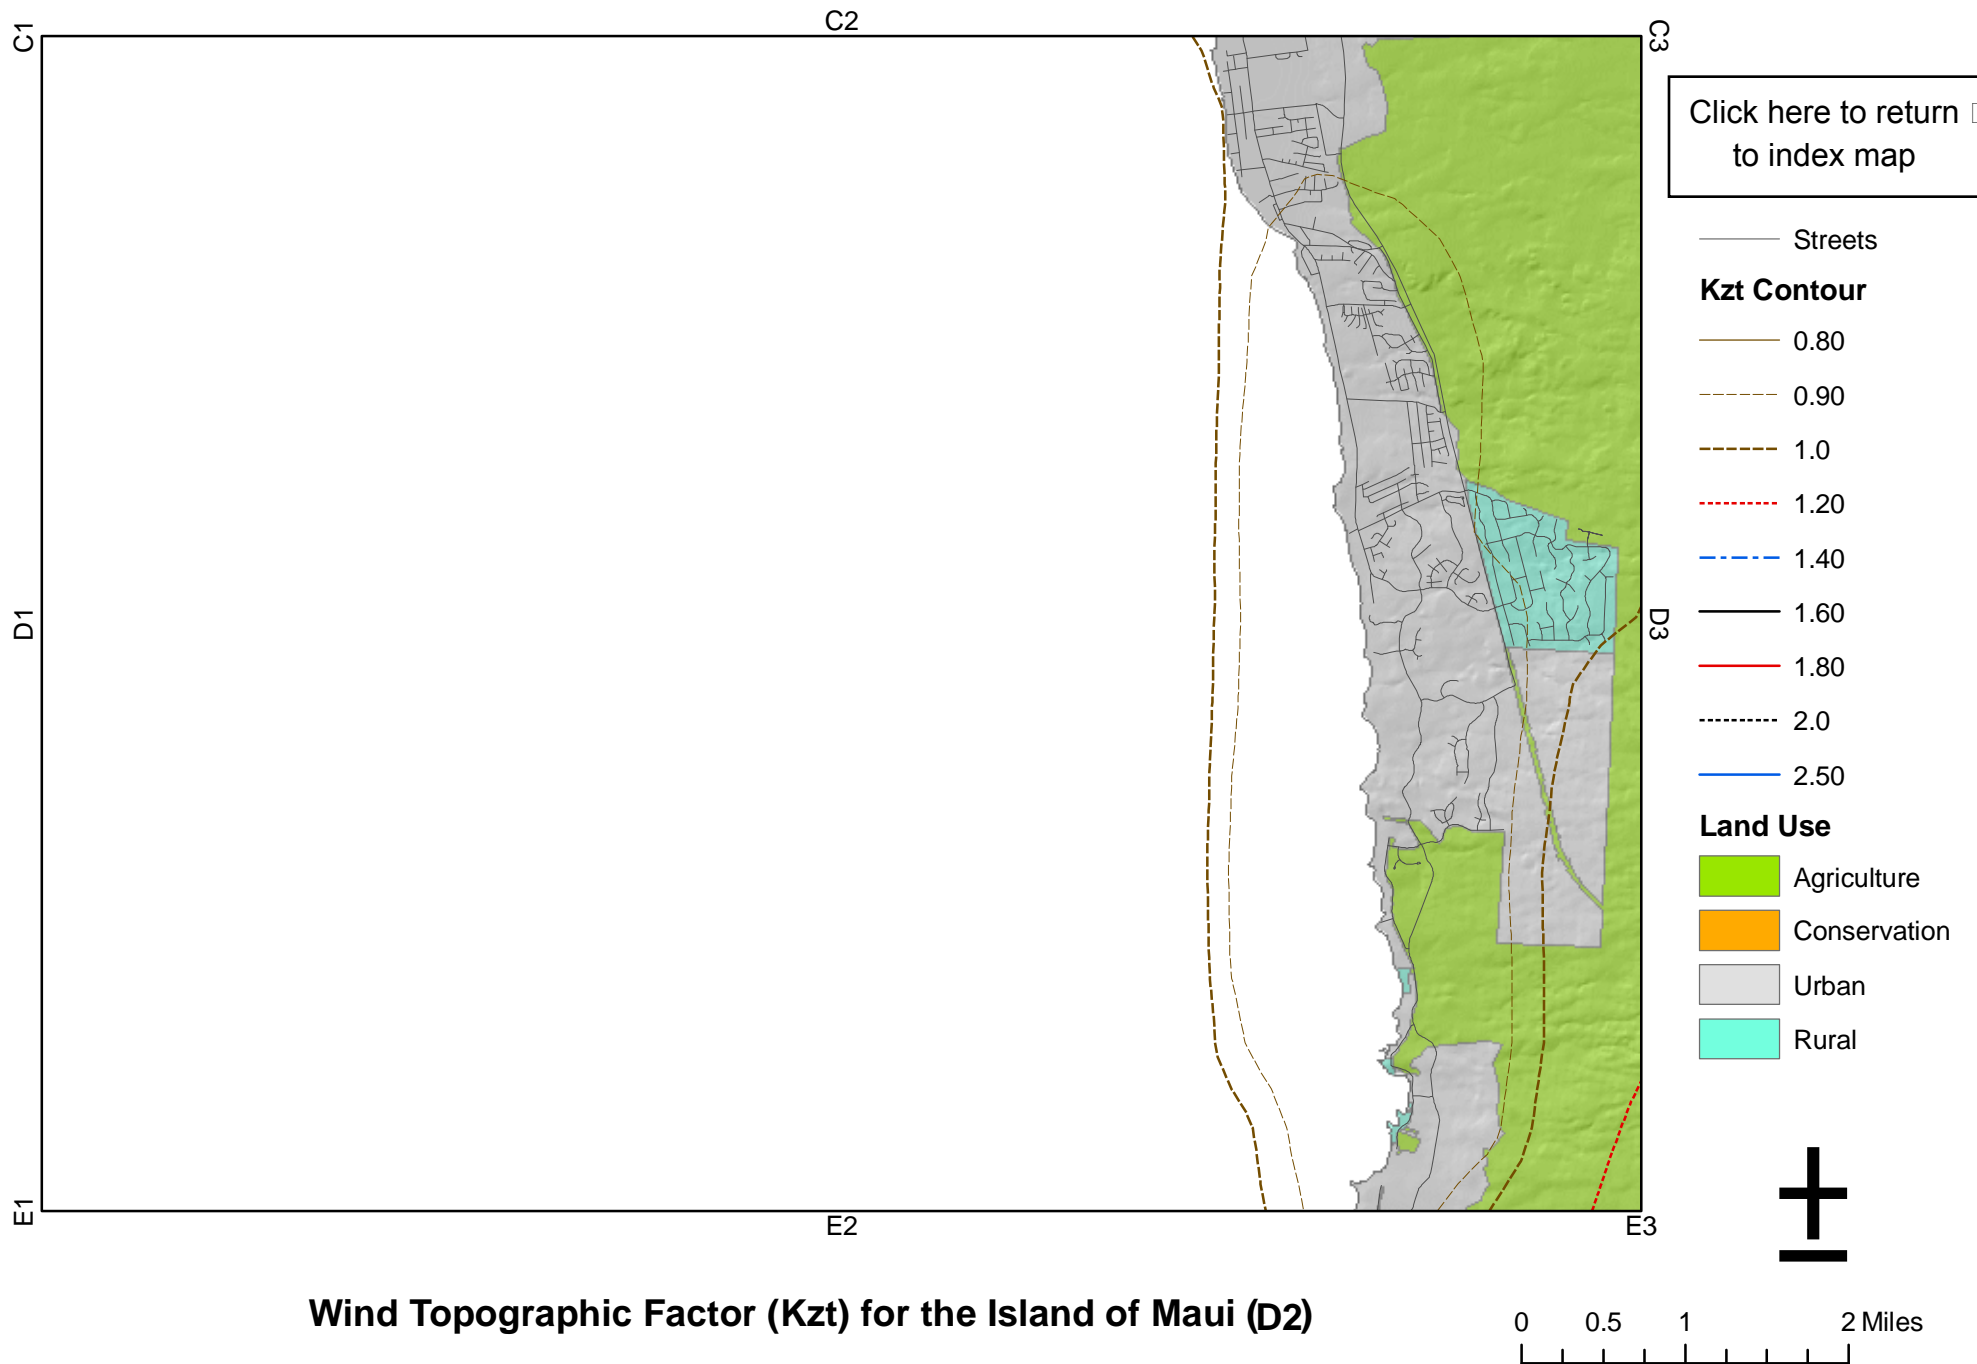 C1
C2
C3
Click here to return
to index map
Streets
Kzt Contour
0.80
0.90
1.0
1.20
1.40
D1
D3
1.60
1.80
2.0
2.50
Land Use
Agriculture
Conservation
Urban
Rural
E1
E2
E3
Wind Topographic Factor (Kzt) for the Island of Maui (D2)
0 0.5 1 2 Miles